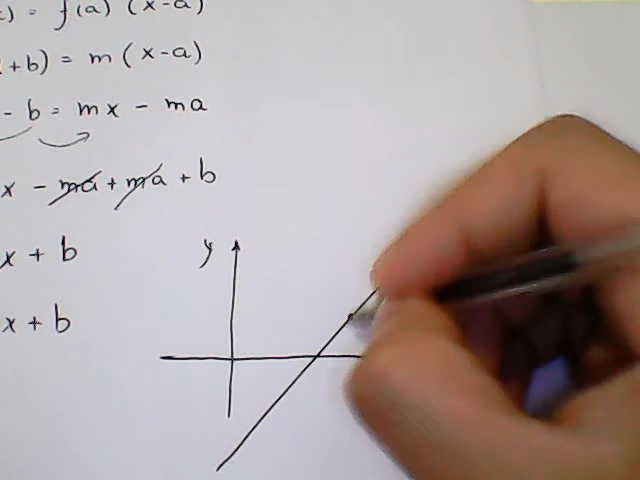 ) = f(a) (x-a)
+b) = m (x-a)
- b = mx - ma
x - ma + ma + b
x + b
y
x + b